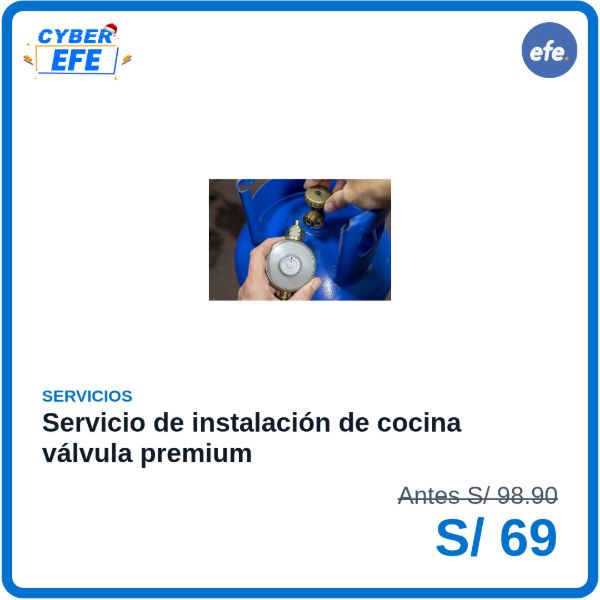 CYBER
EFE
efe.
SERVICIOS
Servicio de instalación de cocina
válvula premium
Antes S/ 98.90
S/ 69